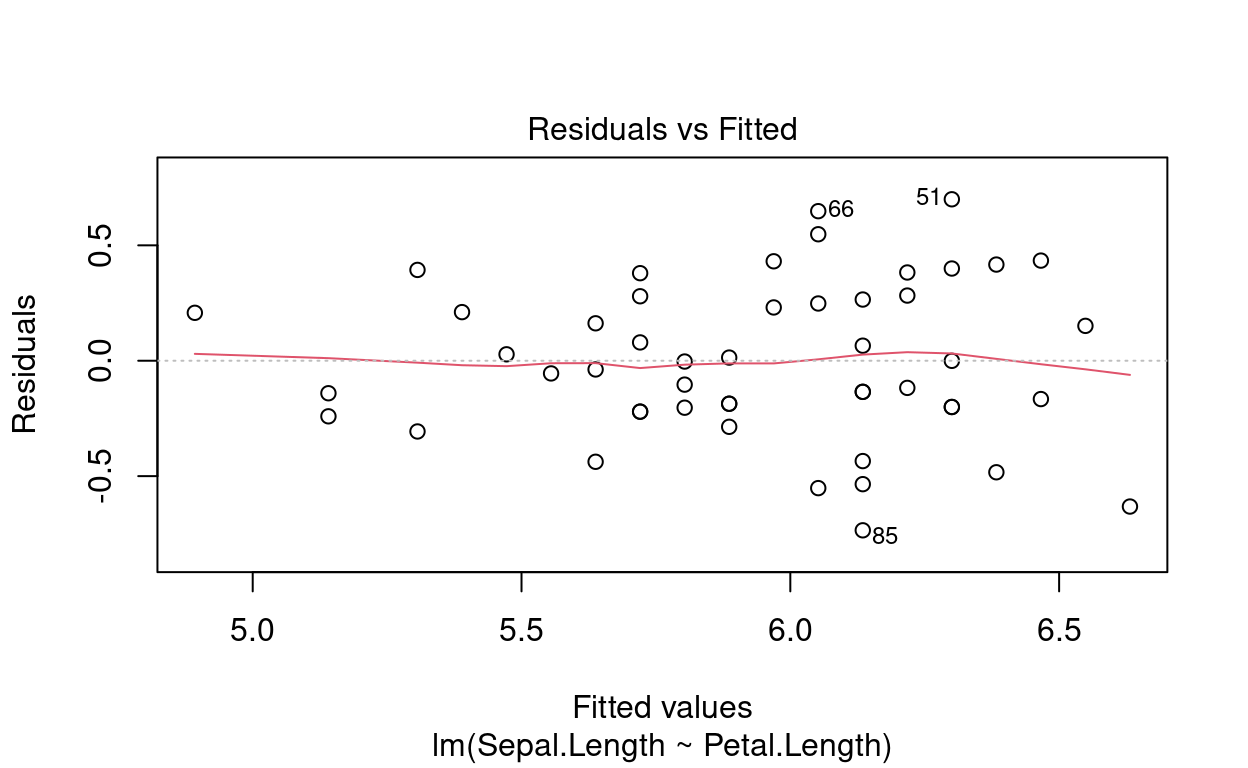 Residuals vs Fitted
Residuals
0.5
0.0
-0.5
66
51
85
5.0 5.5 6.0 6.5
Fitted values
lm(Sepal.Length ~ Petal.Length)